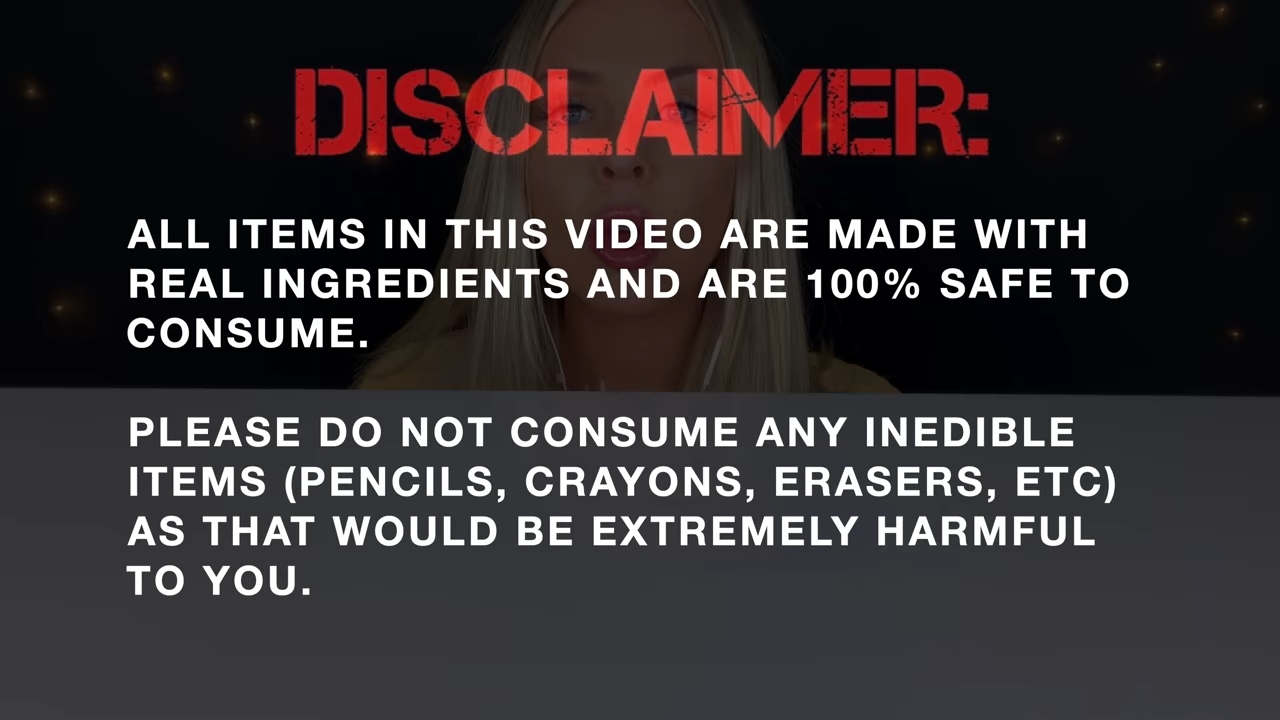 DISCLAIMER:
ALL ITEMS IN THIS VIDEO ARE MADE WITH
REAL INGREDIENTS AND ARE 100% SAFE TO
CONSUME.
PLEASE DO NOT CONSUME ANY INEDIBLE
ITEMS (PENCILS, CRAYONS, ERASERS, ETC)
AS THAT WOULD BE EXTREMELY HARMFUL
TO YOU.